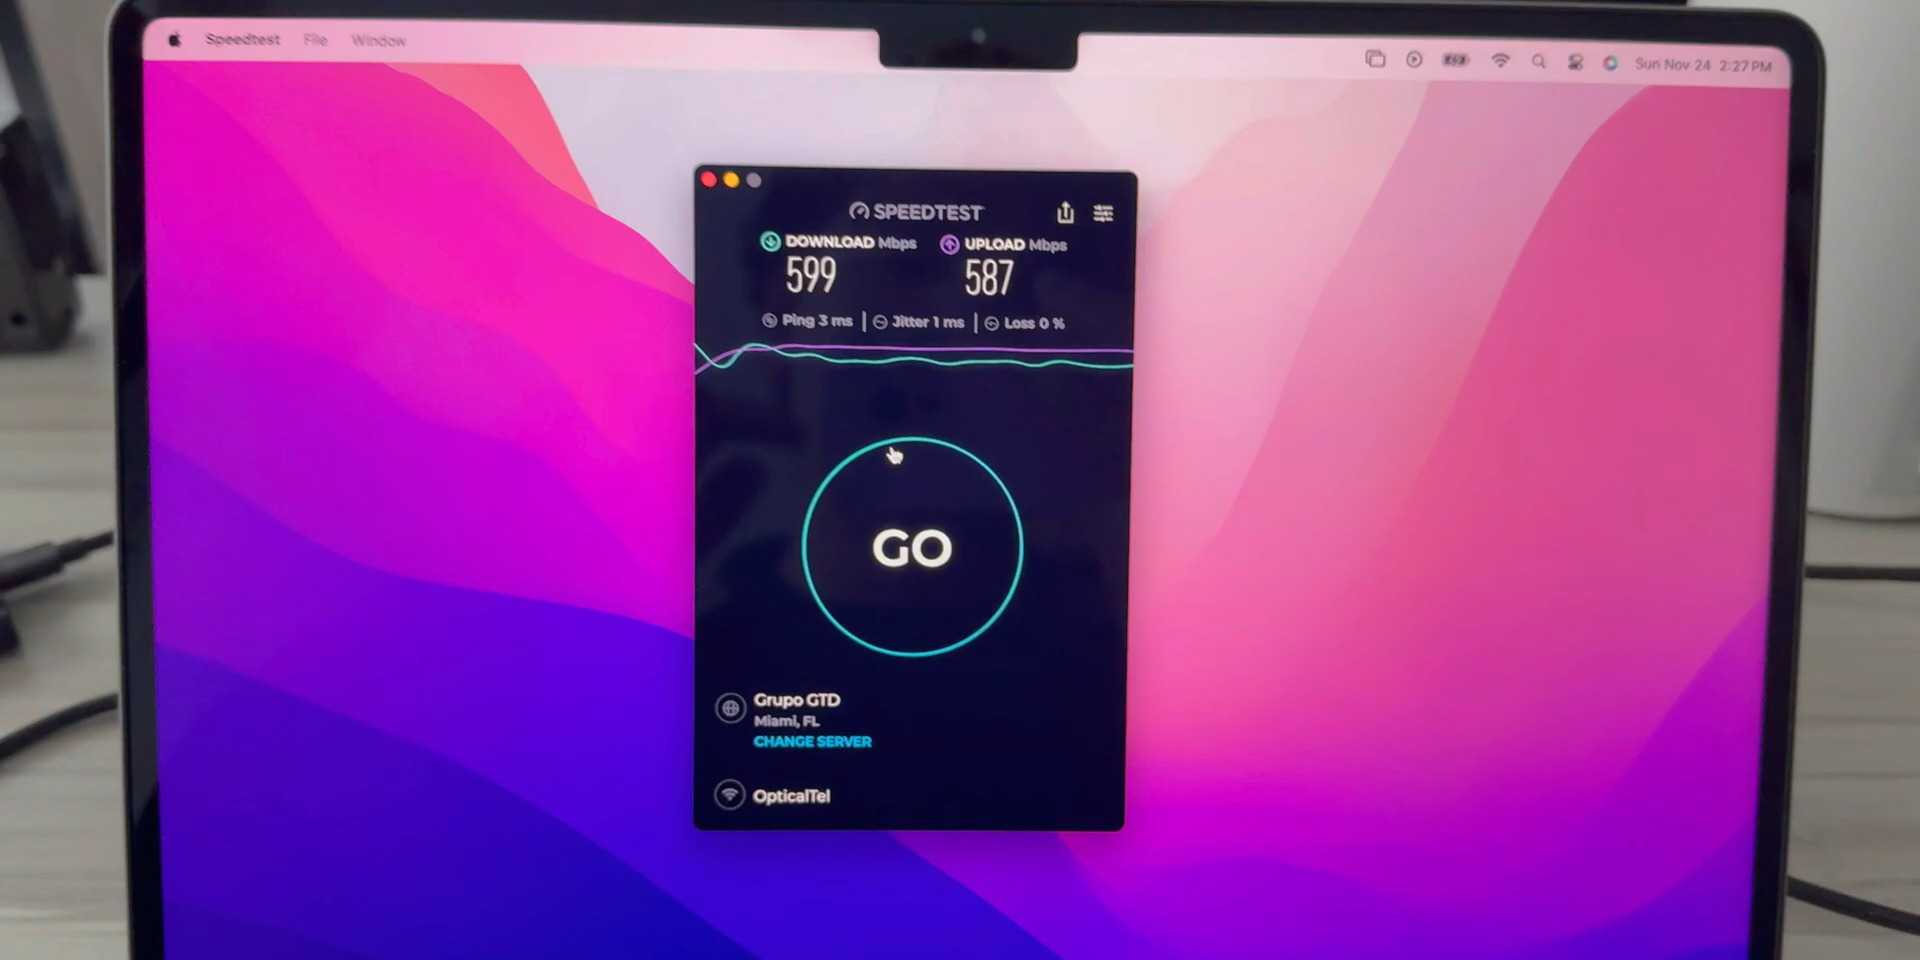 Speedtest File Window
Sun Nov 24 2:27 PM
SPEEDTEST
DOWNLOAD Mbps UPLOAD Mbps
599 587
Ping 3 ms Jitter 1 ms Loss 0 %
GO
Grupo GTD
Miami, FL
CHANGE SERVER
OpticalTel